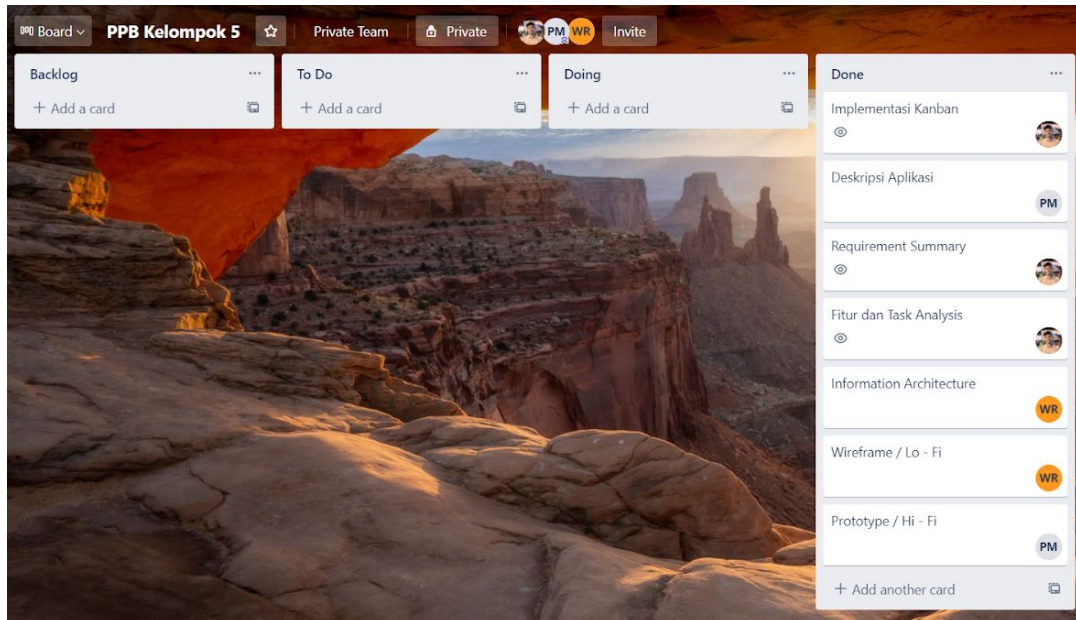 Board
PPB Kelompok 5
Private Team
Private
PM
WR
Invite
Backlog
+ Add a card
To Do
+ Add a card
Doing
+ Add a card
Done
Implementasi Kanban
Deskripsi Aplikasi
PM
Requirement Summary
Fitur dan Task Analysis
Information Architecture
WR
Wireframe / Lo - Fi
WR
Prototype / Hi - Fi
PM
+ Add another card